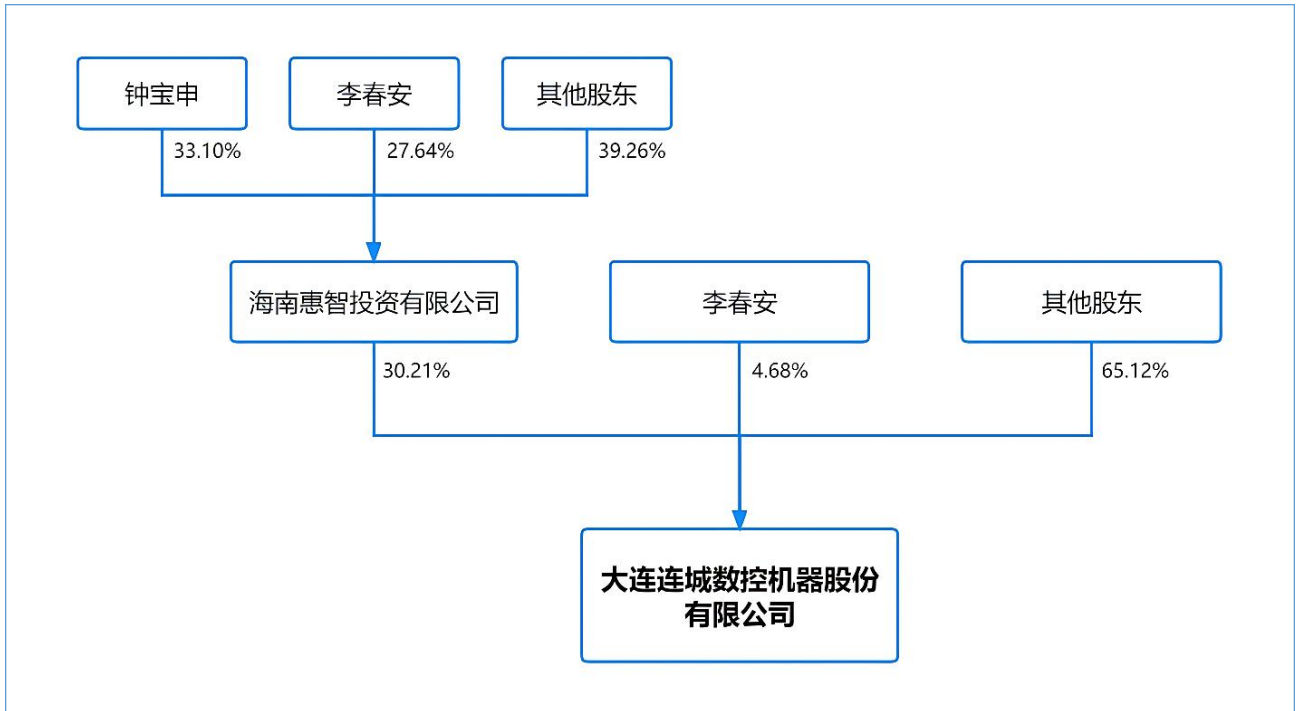 钟宝申
李春安
其他股东
33.10%
27.64%
39.26%
海南惠智投资有限公司
李春安
其他股东
30.21%
4.68%
65.12%
大连连城数控机器股份
有限公司